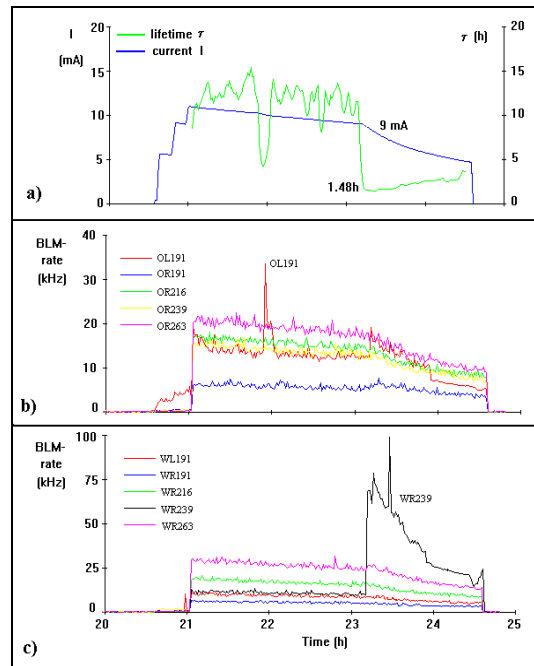 I
(mA)
lifetime τ
current I
τ (h)
20
15
10
5
0
20
15
10
5
0
9 mA
1.48h
a)
BLM-
rate
(kHz)
40
30
20
10
0
OL191
OR191
OR216
OR239
OR263
OL191
b)
BLM-
rate
(kHz)
100
75
50
25
0
WL191
WR191
WR216
WR239
WR263
WR239
20
21
22
23
24
25
Time (h)
c)